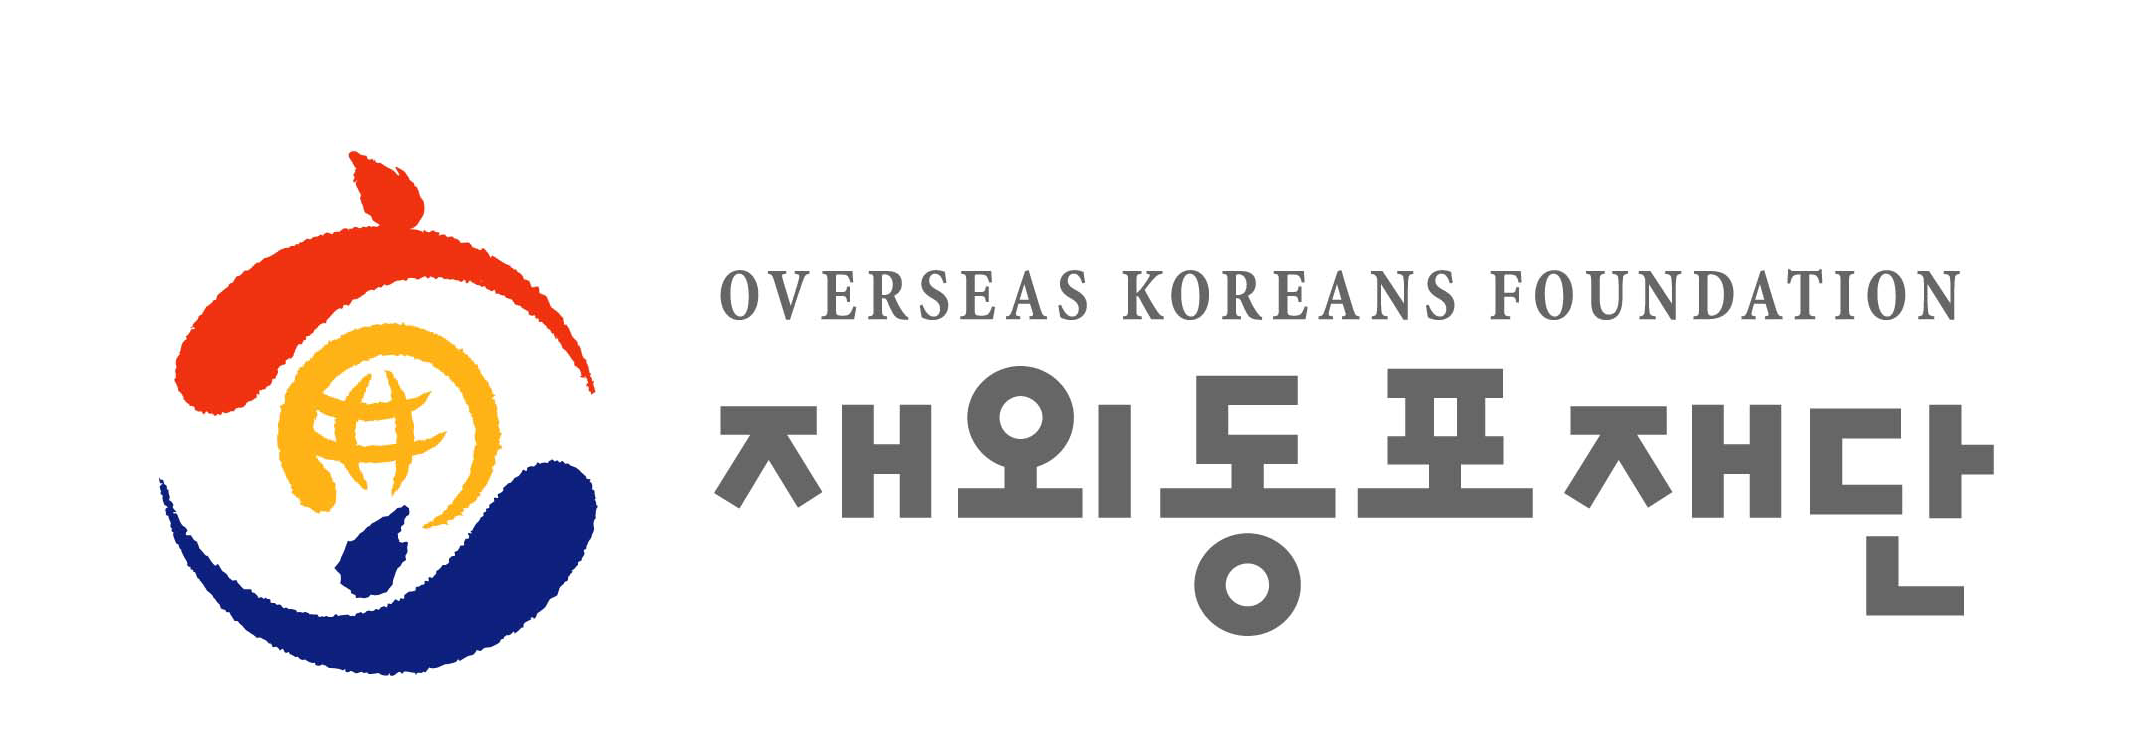 OVERSEAS KOREANS FOUNDATION
재외동포재단